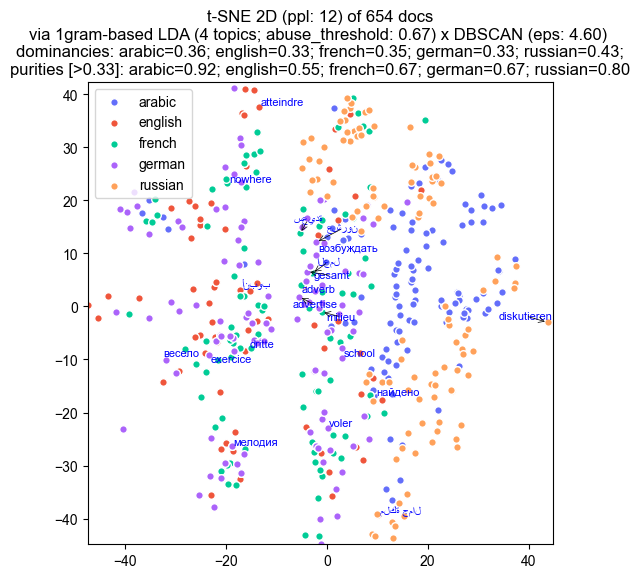 t-SNE 2D (ppl: 12) of 654 docs
via 1gram-based LDA (4 topics; abuse_threshold: 0.67) x DBSCAN (eps: 4.60)
dominancies: arabic=0.36; english=0.33; french=0.35; german=0.33; russian=0.43;
purities [>0.33]: arabic=0.92; english=0.55; french=0.67; german=0.67; russian=0.80
arabic
english
french
german
russian
atteindre
nowhere
возбуждать
gesamt
adverb
advertise
milieu
diskutieren
dritte
весело
exercice
school
найдено
voler
мелодия
40
30
20
10
0
−10
−20
−30
−40
−40
−20
0
20
40